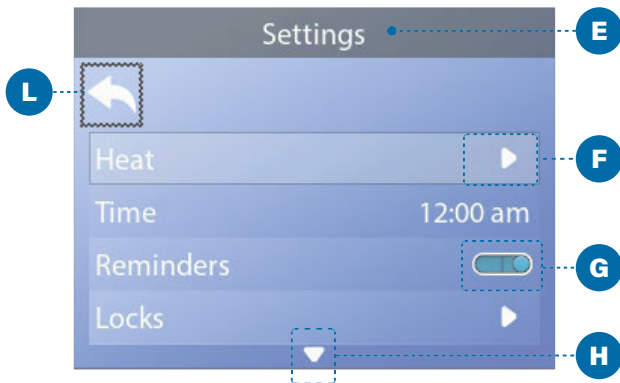 Settings
E
L
Heat
F
Time 12:00 am
Reminders
G
Locks
H